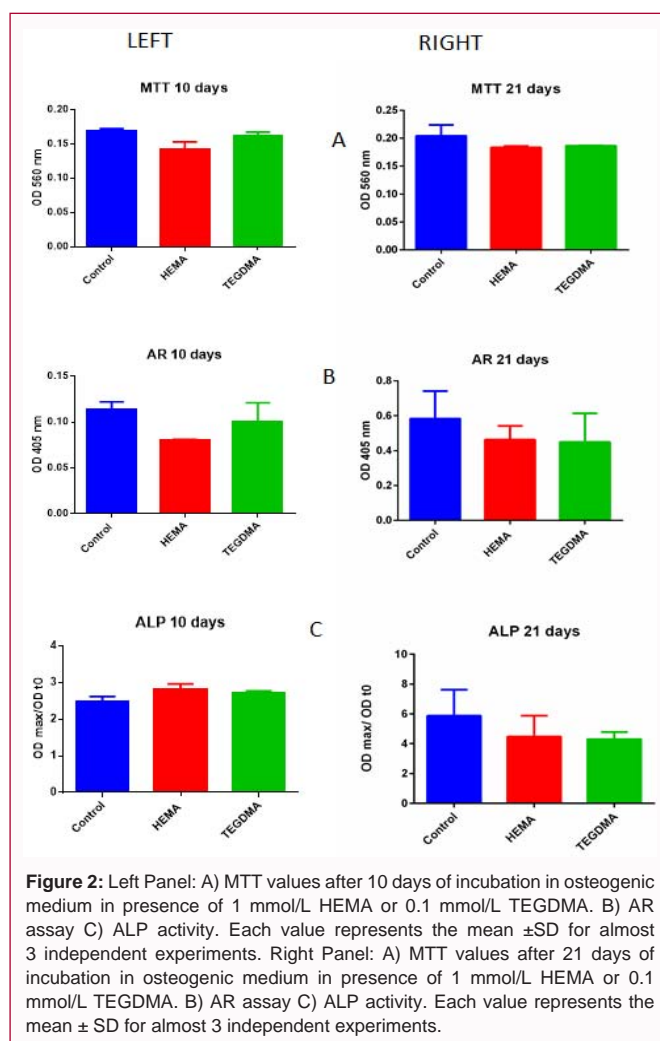 LEFT
RIGHT
MTT 10 days
OD 560 nm
0.20
0.15
0.10
0.05
0.00
Control
HEMA
TEGDMA
A
MTT 21 days
OD 560 nm
0.25
0.20
0.15
0.10
0.05
0.00
Control
HEMA
TEGDMA
AR 10 days
OD 405 nm
0.15
0.10
0.05
0.00
Control
HEMA
TEGDMA
B
AR 21 days
OD 405 nm
0.8
0.6
0.4
0.2
0.0
Control
HEMA
TEGDMA
ALP 10 days
OD max/OD t0
4
3
2
1
0
Control
HEMA
TEGDMA
C
ALP 21 days
OD max/ OD t0
10
8
6
4
2
0
Control
HEMA
TEGDMA
Figure 2: Left Panel: A) MTT values after 10 days of incubation in osteogenic
medium in presence of 1 mmol/L HEMA or 0.1 mmol/L TEGDMA. B) AR
assay C) ALP activity. Each value represents the mean ±SD for almost
3 independent experiments. Right Panel: A) MTT values after 21 days of
incubation in osteogenic medium in presence of 1 mmol/L HEMA or 0.1
mmol/L TEGDMA. B) AR assay C) ALP activity. Each value represents the
mean ± SD for almost 3 independent experiments.